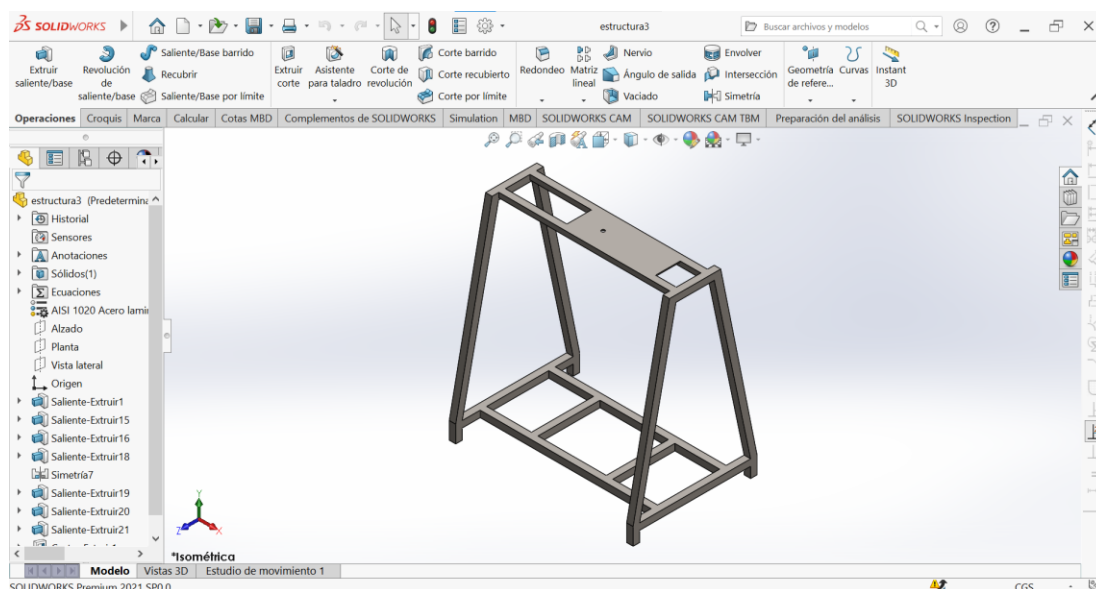 SOLIDWORKS
estructura3
Buscar archivos y modelos
Extruir saliente/base
Revolución de saliente/base
Saliente/Base barrido
Recubrir
Saliente/Base por límite
Extruir corte
Asistente para taladro
Corte de revolución
Corte barrido
Corte recubierto
Corte por límite
Redondeo
Matriz lineal
Nervio
Ángulo de salida
Vaciado
Envolver
Intersección
Simetría
Geometría de refere...
Curvas
Instant 3D
Operaciones Croquis Marca Calcular Cotas MBD Complementos de SOLIDWORKS Simulation MBD SOLIDWORKS CAM SOLIDWORKS CAM TBM Preparación del análisis SOLIDWORKS Inspection
estructura3 (Predetermina
Historial
Sensores
Anotaciones
Sólidos(1)
Ecuaciones
AISI 1020 Acero lami
Alzado
Planta
Vista lateral
Origen
Saliente-Extruir1
Saliente-Extruir15
Saliente-Extruir16
Saliente-Extruir18
Simetría7
Saliente-Extruir19
Saliente-Extruir20
Saliente-Extruir21
Y
Z
X
*Isométrica
Modelo Vistas 3D Estudio de movimiento 1
SOLIDWORKS Premium 2021 SP0.0
CGS